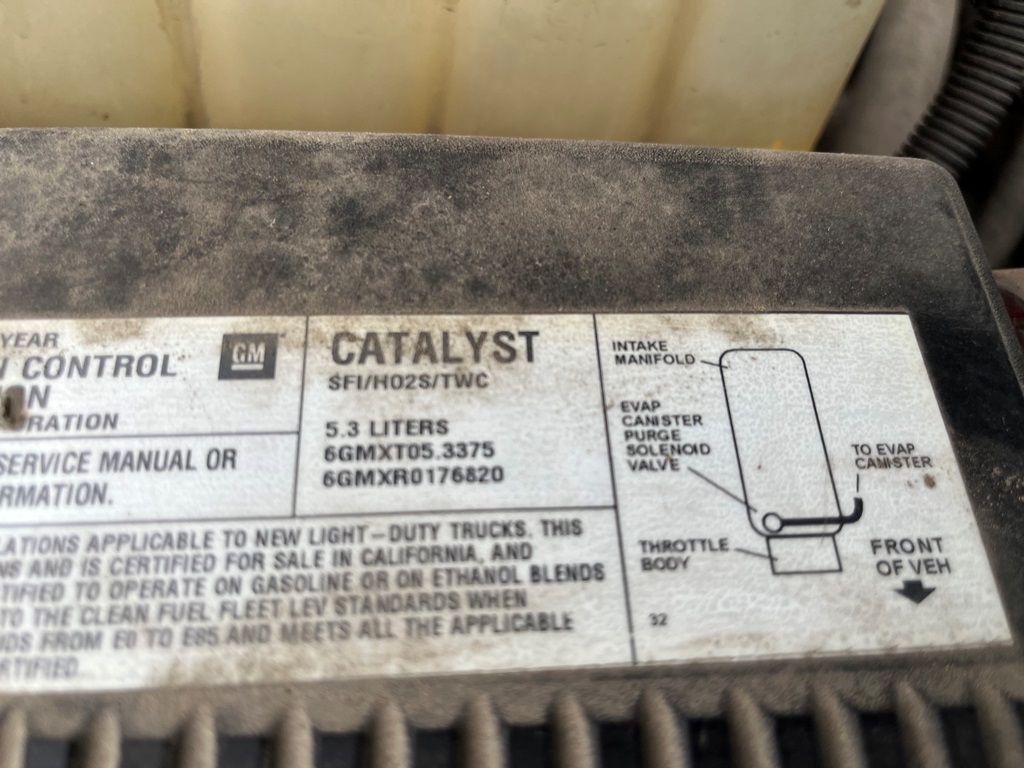 YEAR
CONTROL
N
RATION
GM
SERVICE MANUAL OR
RMATION.
CATALYST
SFI/HO2S/TWC
5.3 LITERS
6GMXT05.3375
6GMXR0176820
LATIONS APPLICABLE TO NEW LIGHT-DUTY TRUCKS. THIS
NS AND IS CERTIFIED FOR SALE IN CALIFORNIA, AND
TIFIED TO OPERATE ON GASOLINE OR ON ETHANOL BLENDS
TO THE CLEAN FUEL FLEET LEV STANDARDS WHEN
NDS FROM E0 TO E85 AND MEETS ALL THE APPLICABLE
RTIFIED.
INTAKE
MANIFOLD
EVAP
CANISTER
PURGE
SOLENOID
VALVE
TO EVAP
CANISTER
THROTTLE
BODY
FRONT
OF VEH
32